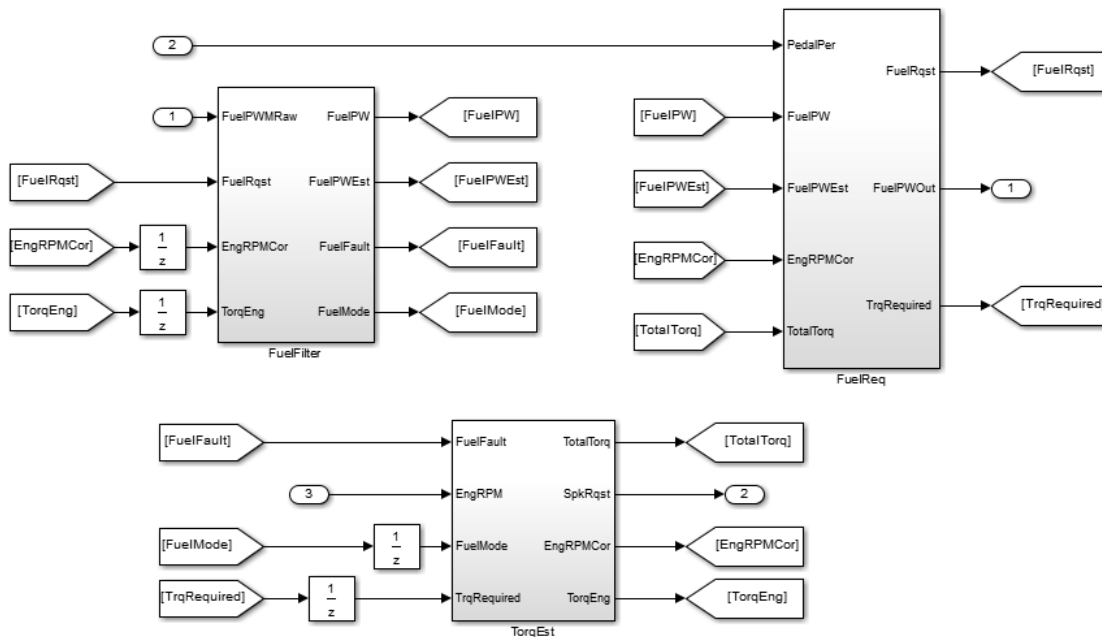 2
PedalPer
FuelRqst
[FuelRqst]
1
FuelPWMRaw
FuelPW
[FuelPW]
[FuelPW]
FuelPW
[FuelRqst]
FuelRqst
FuelPWEst
[FuelPWEst]
[FuelPWEst]
FuelPWEst
FuelPWOut
1
[EngRPMCor]
1
z
EngRPMCor
FuelFault
[FuelFault]
[EngRPMCor]
EngRPMCor
[TorqEng]
1
z
TorqEng
FuelMode
[FuelMode]
TrqRequired
[TrqRequired]
[TotalTorq]
TotalTorq
FuelFilter
FuelReq
[FuelFault]
FuelFault
TotalTorq
[TotalTorq]
3
EngRPM
SpkRqst
2
[FuelMode]
1
z
FuelMode
EngRPMCor
[EngRPMCor]
[TrqRequired]
1
z
TrqRequired
TorqEng
[TorqEng]
TorqEst